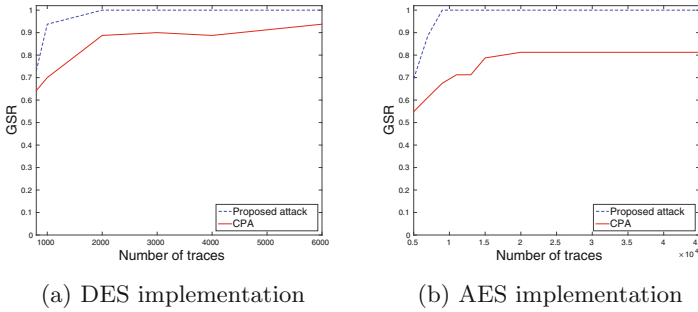 1
0.9
0.8
0.7
0.6
0.5
0.4
0.3
0.2
0.1
0
GSR
1000 2000 3000 4000 5000 6000
Number of traces
Proposed attack
CPA
(a) DES implementation
1
0.9
0.8
0.7
0.6
0.5
0.4
0.3
0.2
0.1
0
GSR
0.5 1 1.5 2 2.5 3 3.5 4 4.5
×10⁴
Number of traces
Proposed attack
CPA
(b) AES implementation